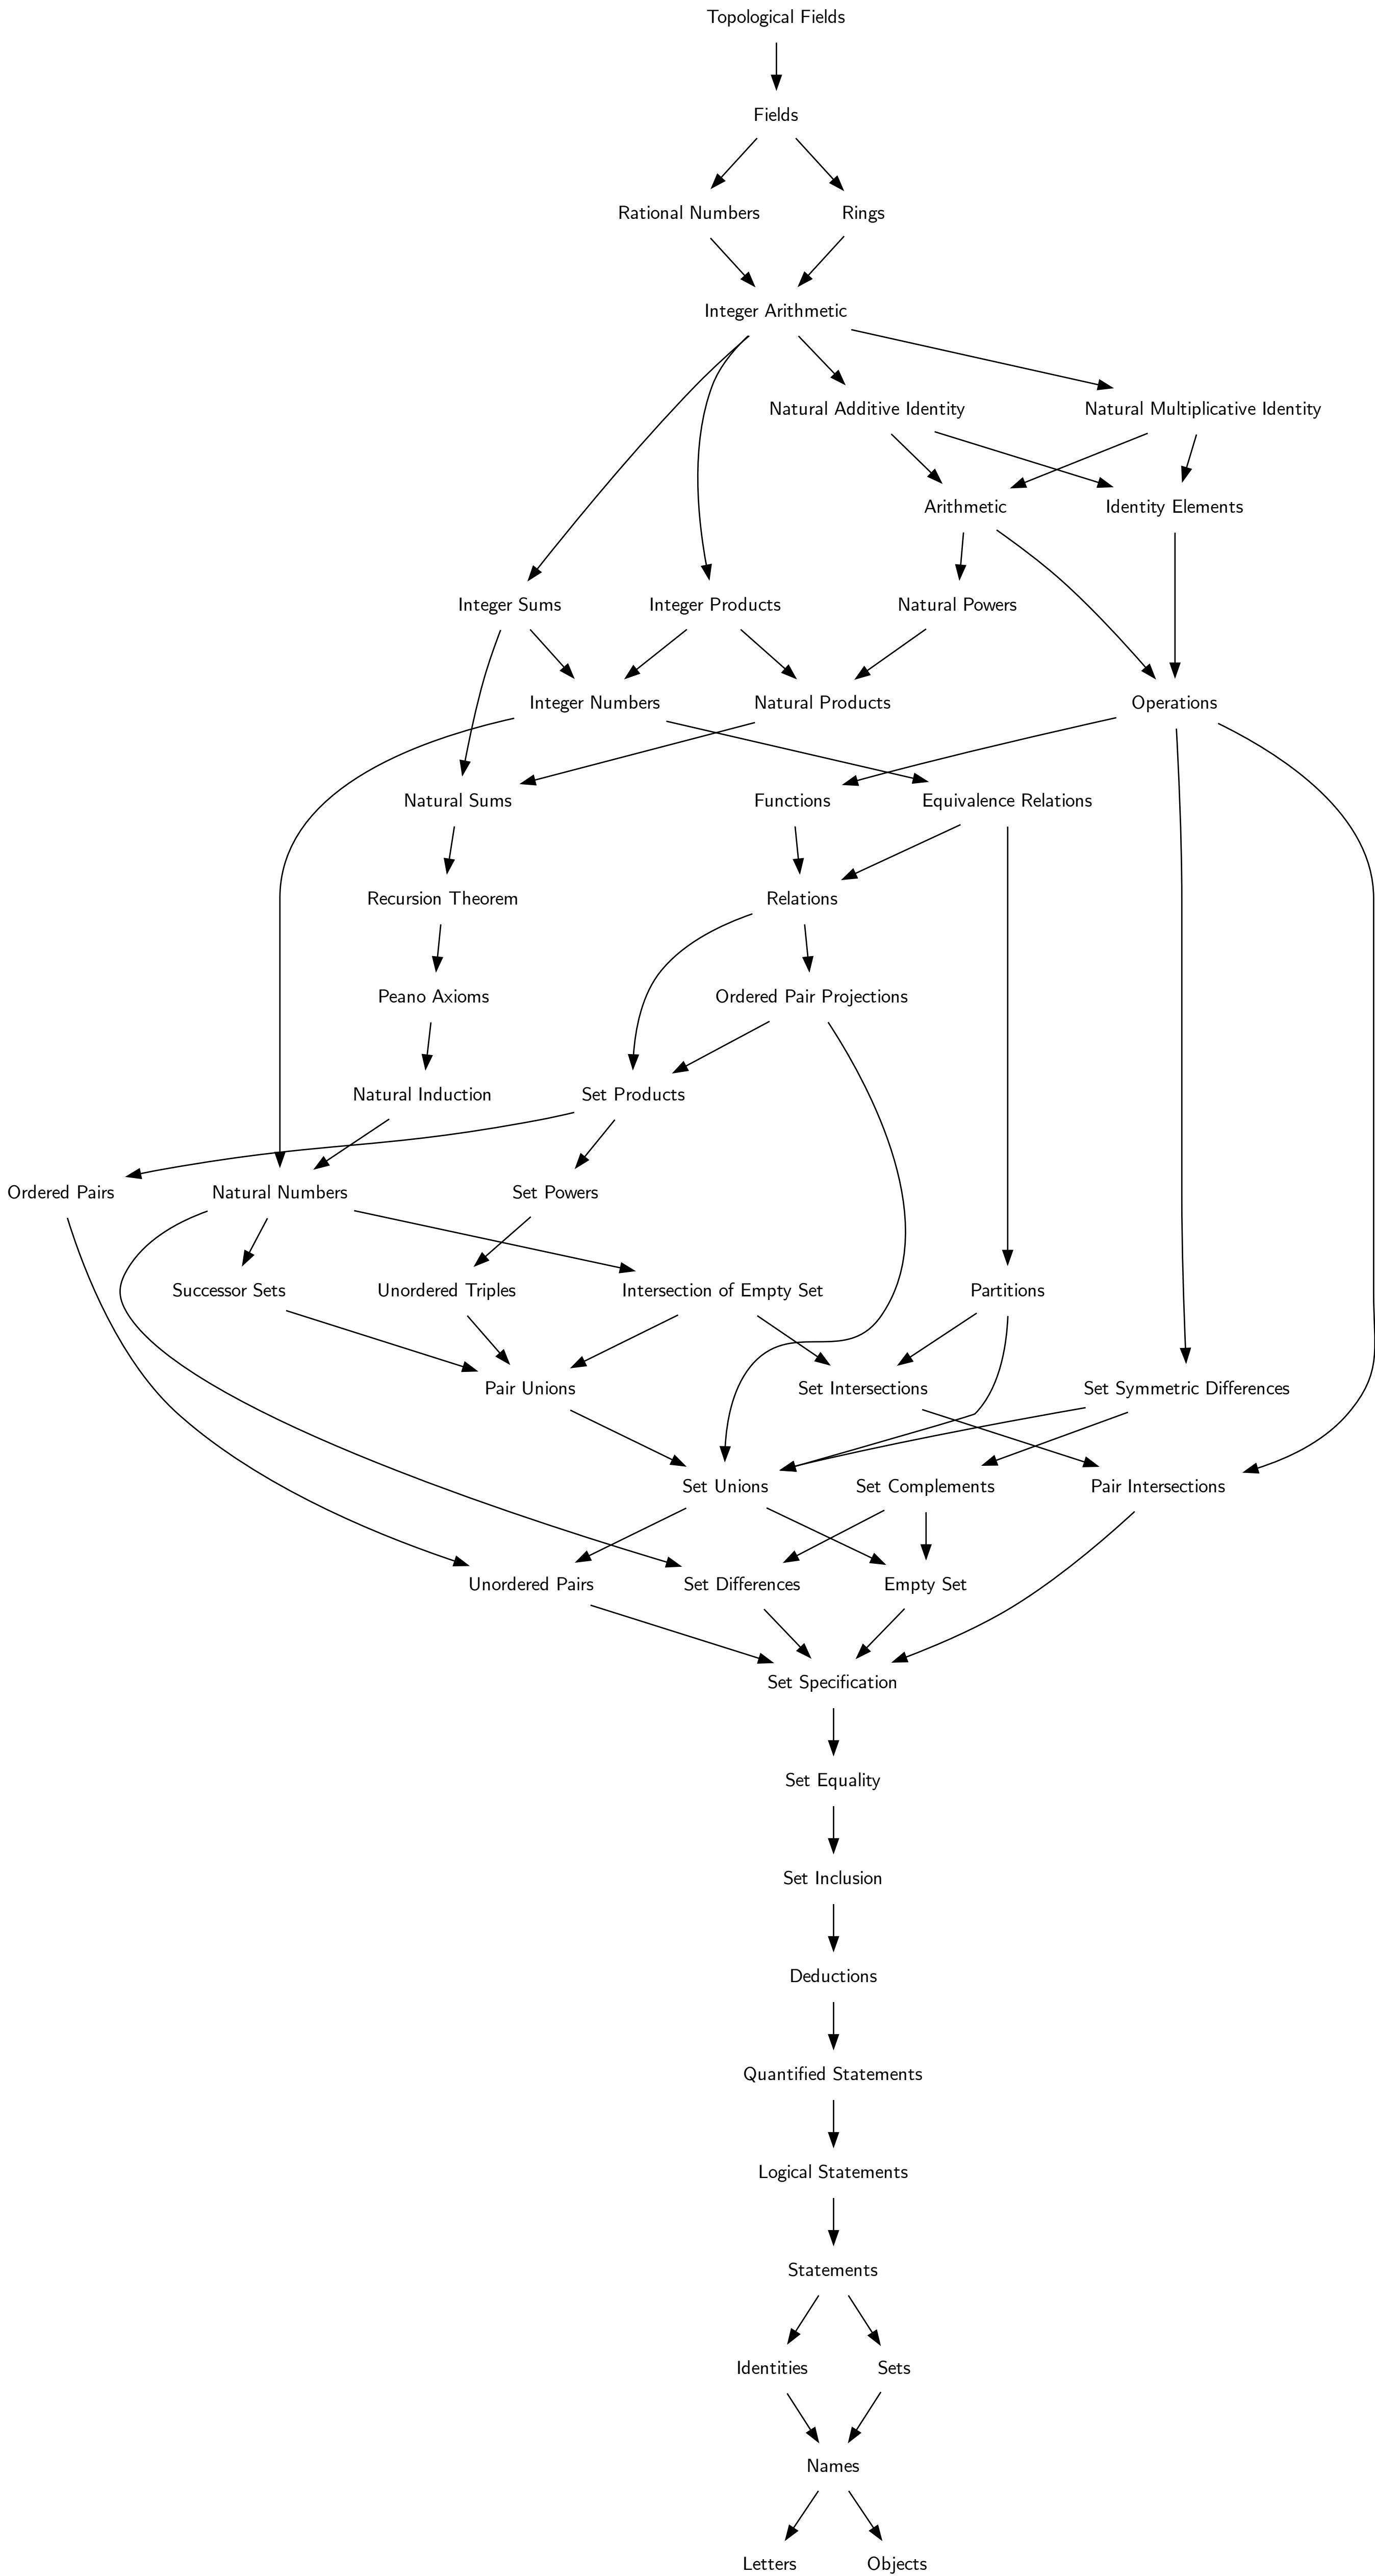 Topological Fields
Fields
Rational Numbers
Rings
Integer Arithmetic
Natural Additive Identity
Natural Multiplicative Identity
Arithmetic
Identity Elements
Integer Sums
Integer Products
Natural Powers
Integer Numbers
Natural Products
Operations
Natural Sums
Functions
Equivalence Relations
Recursion Theorem
Relations
Peano Axioms
Ordered Pair Projections
Natural Induction
Set Products
Ordered Pairs
Natural Numbers
Set Powers
Successor Sets
Unordered Triples
Intersection of Empty Set
Partitions
Pair Unions
Set Intersections
Set Symmetric Differences
Set Unions
Set Complements
Pair Intersections
Unordered Pairs
Set Differences
Empty Set
Set Specification
Set Equality
Set Inclusion
Deductions
Quantified Statements
Logical Statements
Statements
Identities
Sets
Names
Letters
Objects